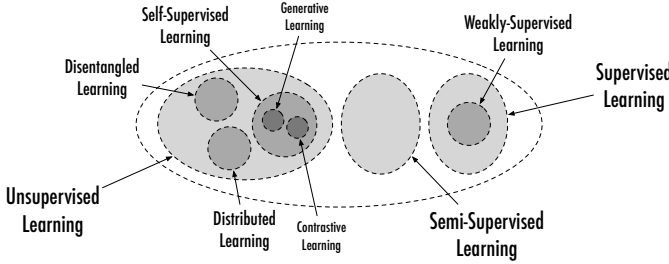 Generative
Learning
Self-Supervised
Learning
Weakly-Supervised
Learning
Disentangled
Learning
Supervised
Learning
Unsupervised
Learning
Distributed
Learning
Contrastive
Learning
Semi-Supervised
Learning